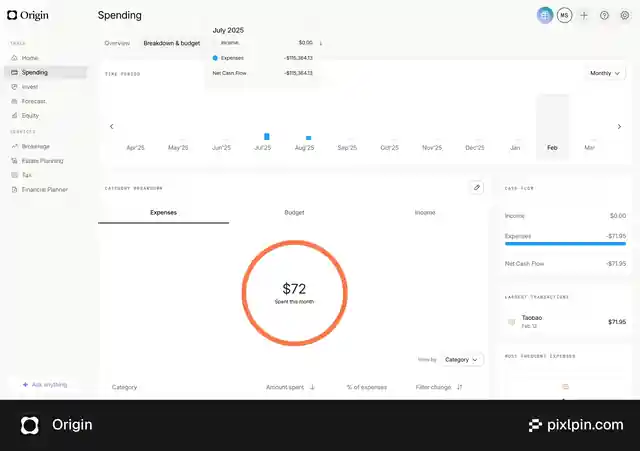 Origin
Spending
MS
July 2025
Income
$0.00
Expenses
-$115,364.13
Net Cash Flow
-$115,364.13
Overview
Breakdown & budget
TOOLS
Home
Spending
Invest
Forecast
Equity
SERVICES
Brokerage
Estate Planning
Tax
Financial Planner
Ask anything
TIME PERIOD
Monthly
Apr'25
May'25
Jun'25
Jul'25
Aug'25
Sep'25
Oct'25
Nov'25
Dec'25
Jan
Feb
Mar
CATEGORY BREAKDOWN
Expenses
Budget
Income
$72
Spent this month
View by
Category
Category
Amount spent
% of expenses
Filter change
CASH FLOW
Income
$0.00
Expenses
-$71.95
Net Cash Flow
-$71.95
LARGEST TRANSACTIONS
Taobao
$71.95
MOST FREQUENT EXPENSES
Origin
pixlpin.com